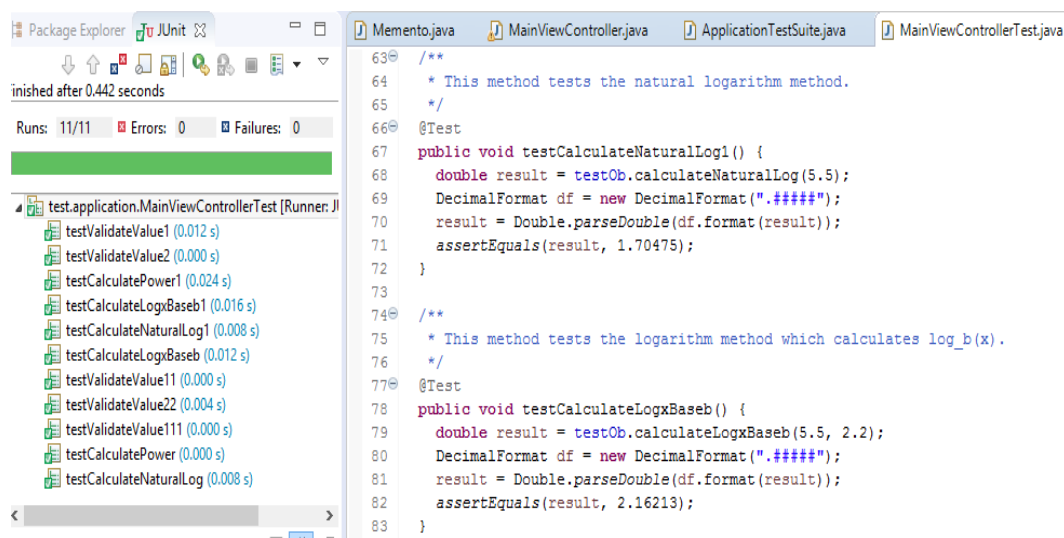 Package Explorer JUnit
inished after 0.442 seconds
Runs: 11/11 Errors: 0 Failures: 0
test.application.MainViewControllerTest [Runner: JU
testValidateValue1 (0.012 s)
testValidateValue2 (0.000 s)
testCalculatePower1 (0.024 s)
testCalculateLogxBaseb1 (0.016 s)
testCalculateNaturalLog1 (0.008 s)
testCalculateLogxBaseb (0.012 s)
testValidateValue11 (0.000 s)
testValidateValue22 (0.004 s)
testValidateValue111 (0.000 s)
testCalculatePower (0.000 s)
testCalculateNaturalLog (0.008 s)
Memento.java MainViewController.java ApplicationTestSuite.java MainViewControllerTest.java
63 /**
64 * This method tests the natural logarithm method.
65 */
66 @Test
67 public void testCalculateNaturalLog1() {
68 double result = testOb.calculateNaturalLog(5.5);
69 DecimalFormat df = new DecimalFormat(".#####");
70 result = Double.parseDouble(df.format(result));
71 assertEquals(result, 1.70475);
72 }
73
74 /**
75 * This method tests the logarithm method which calculates log_b(x).
76 */
77 @Test
78 public void testCalculateLogxBaseb() {
79 double result = testOb.calculateLogxBaseb(5.5, 2.2);
80 DecimalFormat df = new DecimalFormat(".#####");
81 result = Double.parseDouble(df.format(result));
82 assertEquals(result, 2.16213);
83 }